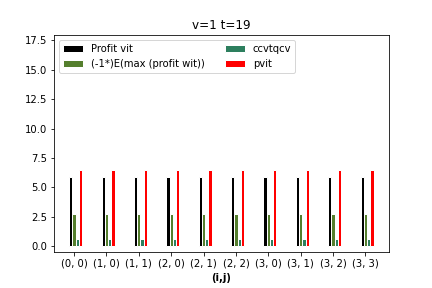 v=1 t=19
Profit vit
(-1*)E(max (profit wit))
ccvtqcv
pvit
17.5
15.0
12.5
10.0
7.5
5.0
2.5
0.0
(0, 0) (1, 0) (1, 1) (2, 0) (2, 1) (2, 2) (3, 0) (3, 1) (3, 2) (3, 3)
(i,j)